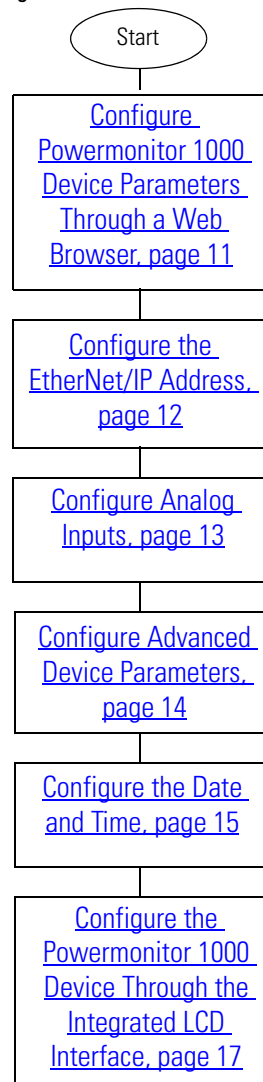 Start
Configure
Powermonitor 1000
Device Parameters
Through a Web
Browser, page 11
Configure the
EtherNet/IP Address,
page 12
Configure Analog
Inputs, page 13
Configure Advanced
Device Parameters,
page 14
Configure the Date
and Time, page 15
Configure the
Powermonitor 1000
Device Through the
Integrated LCD
Interface, page 17